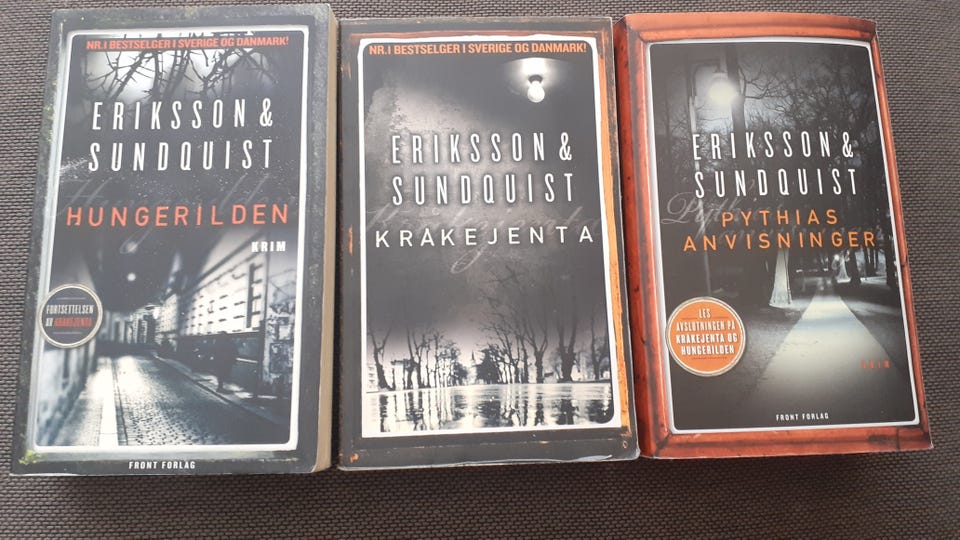 NR.1 BESTSELGER I SVERIGE OG DANMARK!
ERIKSSON &
SUNDQUIST
HUNGERILDEN
KRIM
FORTSETTELSEN
AV KRAKEJENTA
FRONT FORLAG
NR.1 BESTSELGER I SVERIGE OG DANMARK!
ERIKSSON &
SUNDQUIST
KRAKEJENTA
ERIKSSON &
SUNDQUIST
PYTHIAS
ANVISNINGER
LES
AVSLUTNINGEN PÅ
KRAKEJENTA OG
HUNGERILDEN
KRIM
FRONT FORLAG